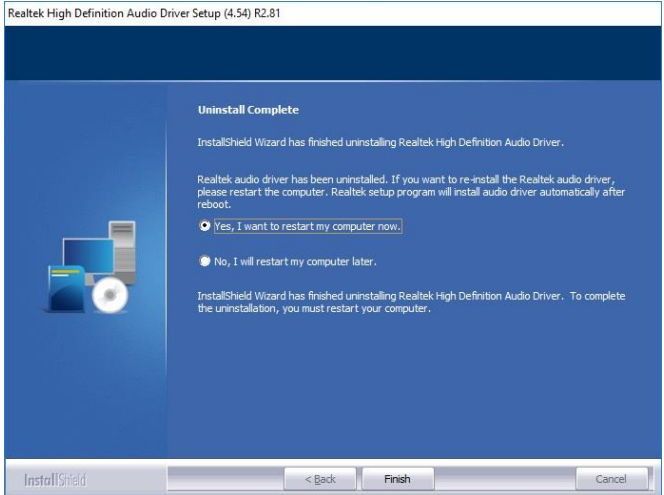 Realtek High Definition Audio Driver Setup (4.54) R2.81
Uninstall Complete
InstallShield Wizard has finished uninstalling Realtek High Definition Audio Driver.
Realtek audio driver has been uninstalled. If you want to re-install the Realtek audio driver,
please restart the computer. Realtek setup program will install audio driver automatically after
reboot.
Yes, I want to restart my computer now.
No, I will restart my computer later.
InstallShield Wizard has finished uninstalling Realtek High Definition Audio Driver.  To complete
the uninstallation, you must restart your computer.
InstallShield
< Back
Finish
Cancel